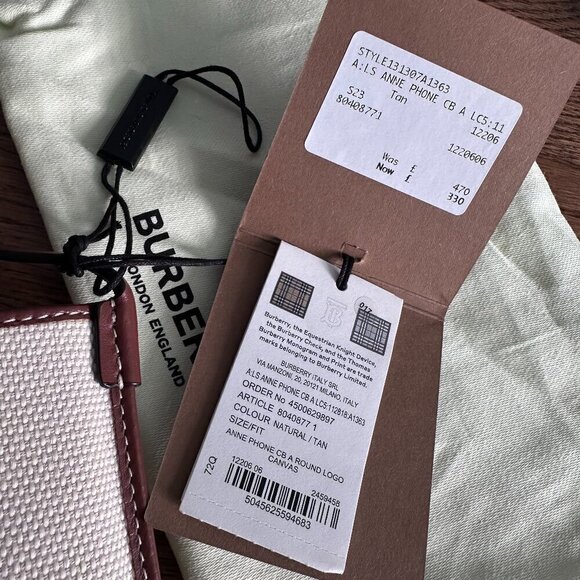 STYLE131307A1363
A:LS ANNE PHONE CB A LC5:11
Tan 12206
S23
80408771 1220606
Was £ 470
Now £ 330
017
Burberry, the Equestrian Knight Device,
the Burberry Check, and the Thomas
Burberry Monogram and Print are trade
marks belonging to Burberry Limited.
BURBERRY ITALY SRL
VIA MANZONI, 20, 20121 MILANO, ITALY
A:LS ANNE PHONE CB A LC5:112818:A1363
ORDER No 4500629897
ARTICLE 8040877 1
COLOUR NATURAL / TAN
SIZE/FIT
ANNE PHONE CB A ROUND LOGO
CANVAS
72Q
12206 06 2459458
5045625594683
BURBER
LONDON ENGLAND